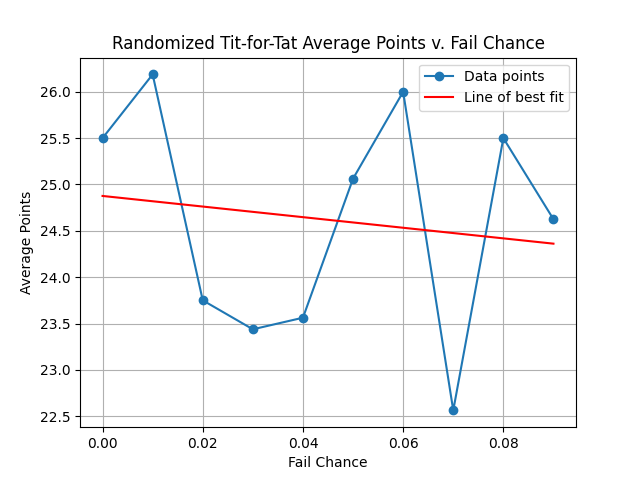 Randomized Tit-for-Tat Average Points v. Fail Chance
Data points
Line of best fit
Average Points
26.0
25.5
25.0
24.5
24.0
23.5
23.0
22.5
0.00 0.02 0.04 0.06 0.08
Fail Chance